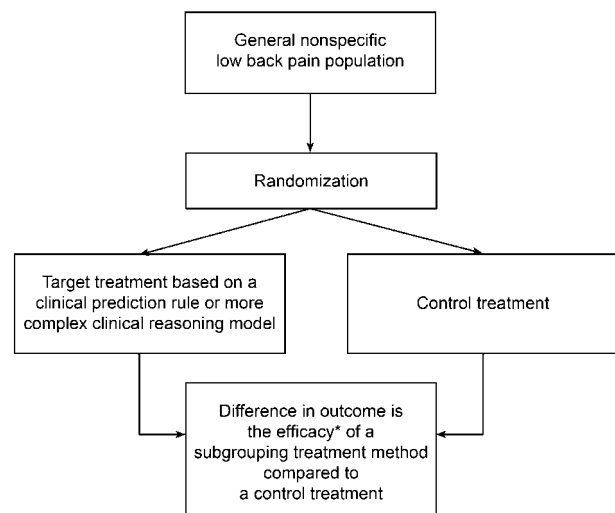 General nonspecific
low back pain population
Randomization
Target treatment based on a
clinical prediction rule or more
complex clinical reasoning model
Control treatment
Difference in outcome is
the efficacy* of a
subgrouping treatment method
compared to
a control treatment